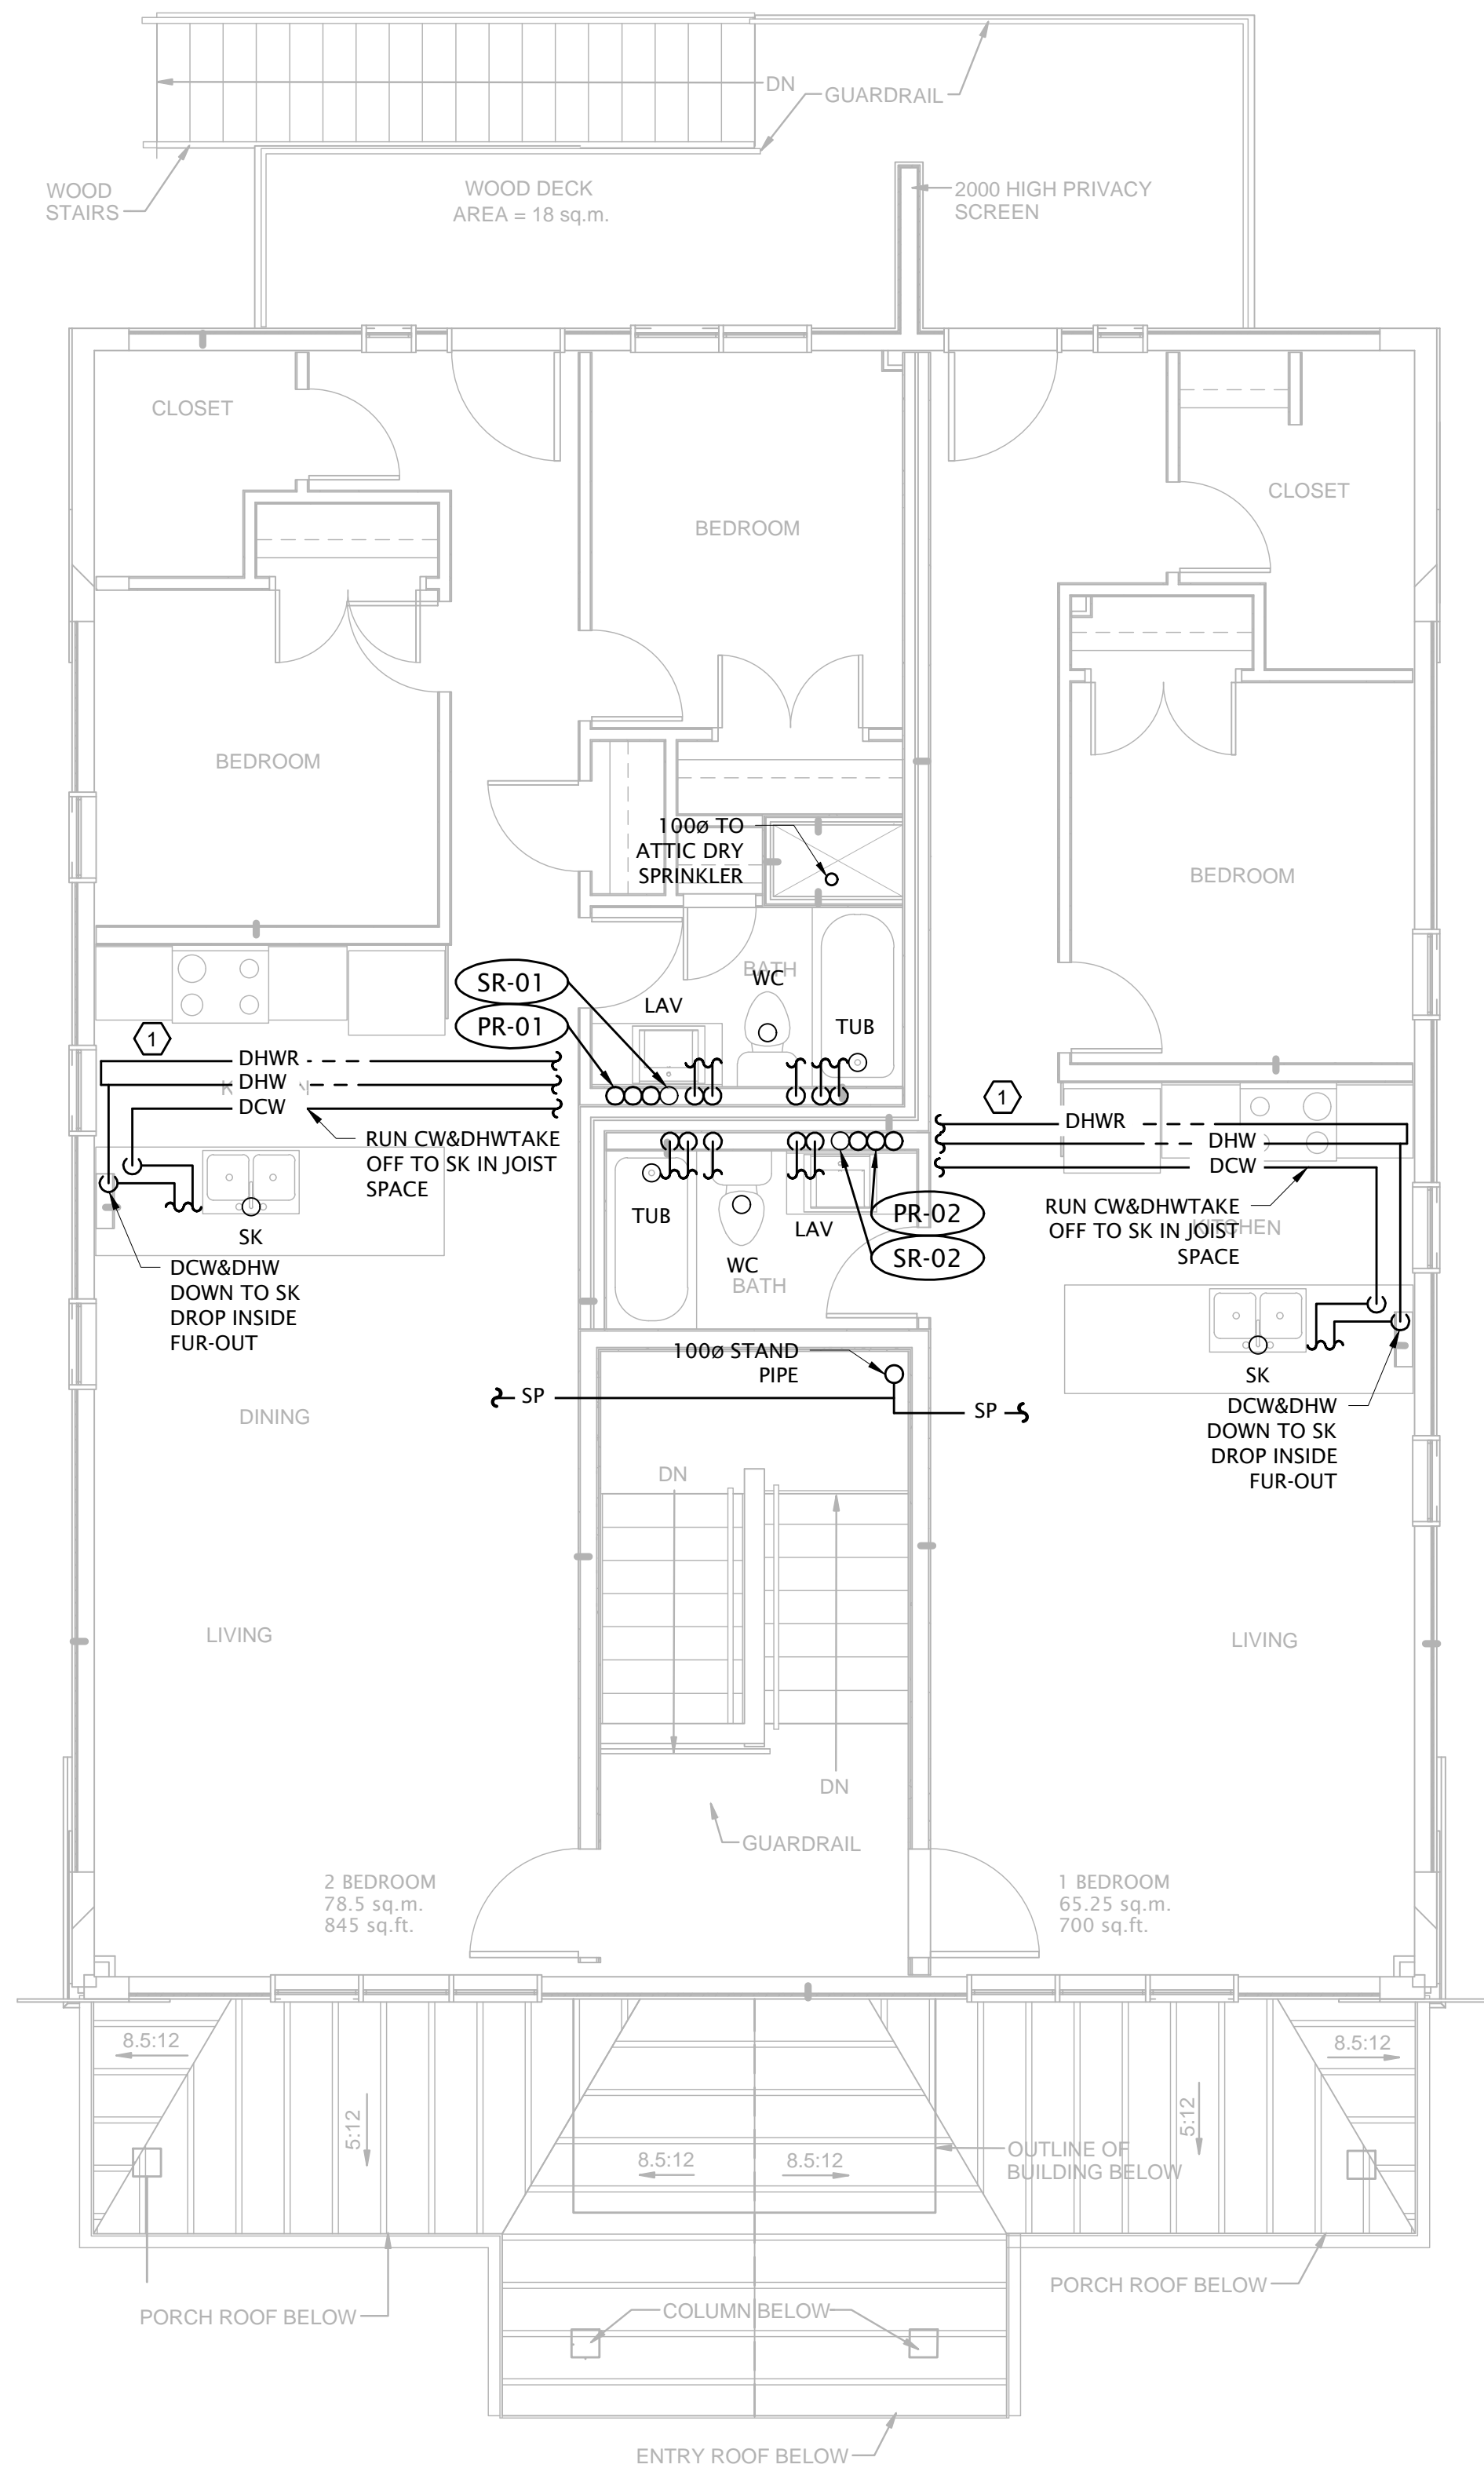 DN
GUARDRAIL
WOOD
STAIRS
WOOD DECK
AREA = 18 sq.m.
2000 HIGH PRIVACY
SCREEN
CLOSET
BEDROOM
CLOSET
BEDROOM
100ø TO
ATTIC DRY
SPRINKLER
BEDROOM
SR-01
PR-01
BATH
WC
LAV
TUB
1
DHWR
DHW
DCW
RUN CW&DHWTAKE
OFF TO SK IN JOIST
SPACE
1
DHWR
DHW
DCW
RUN CW&DHWTAKE
OFF TO SK IN JOIST
SPACE
KITCHEN
SK
DCW&DHW
DOWN TO SK
DROP INSIDE
FUR-OUT
TUB
WC
BATH
LAV
PR-02
SR-02
100ø STAND
PIPE
SP
SP
SK
DCW&DHW
DOWN TO SK
DROP INSIDE
FUR-OUT
DINING
DN
LIVING
LIVING
DN
GUARDRAIL
2 BEDROOM
78.5 sq.m.
845 sq.ft.
1 BEDROOM
65.25 sq.m.
700 sq.ft.
8.5:12
8.5:12
5:12
5:12
8.5:12
8.5:12
OUTLINE OF
BUILDING BELOW
PORCH ROOF BELOW
COLUMN BELOW
PORCH ROOF BELOW
ENTRY ROOF BELOW